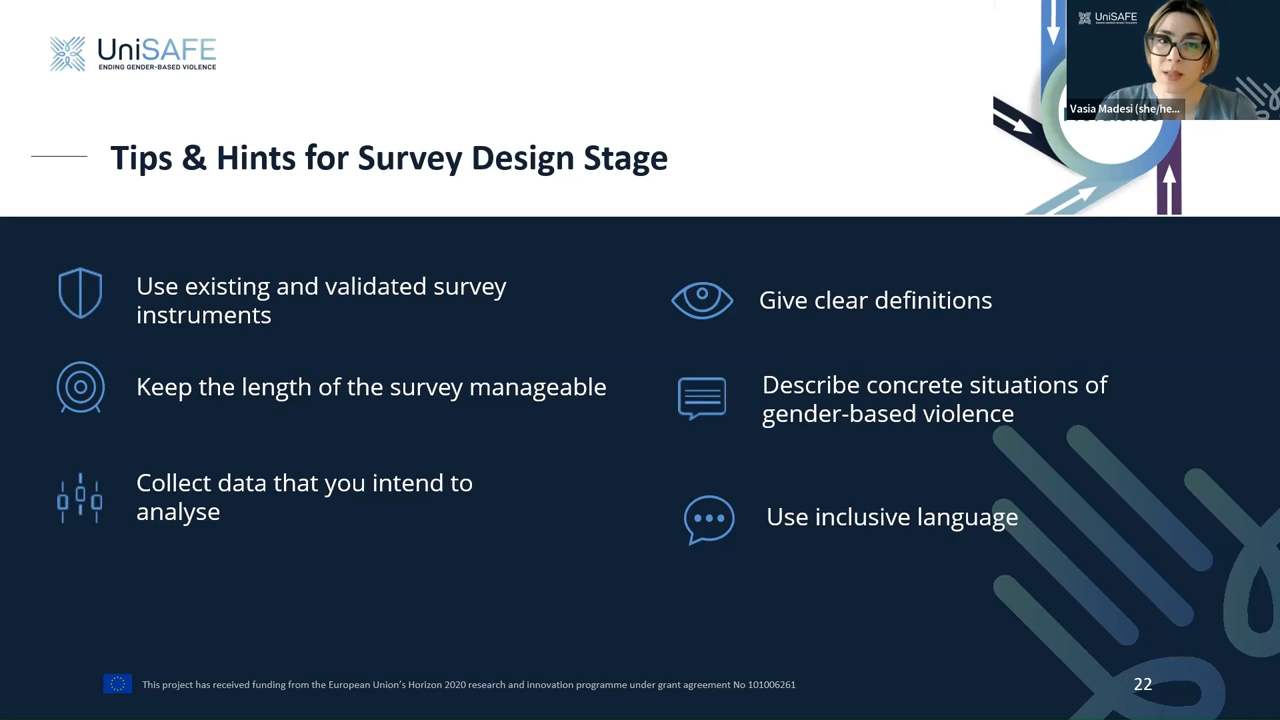 UniSAFE
ENDING GENDER-BASED VIOLENCE
UniSAFE
Vasia Madesi (she/he...
Tips & Hints for Survey Design Stage
Use existing and validated survey
instruments
Keep the length of the survey manageable
Collect data that you intend to
analyse
Give clear definitions
Describe concrete situations of
gender-based violence
Use inclusive language
This project has received funding from the European Union's Horizon 2020 research and innovation programme under grant agreement No 101006261
22